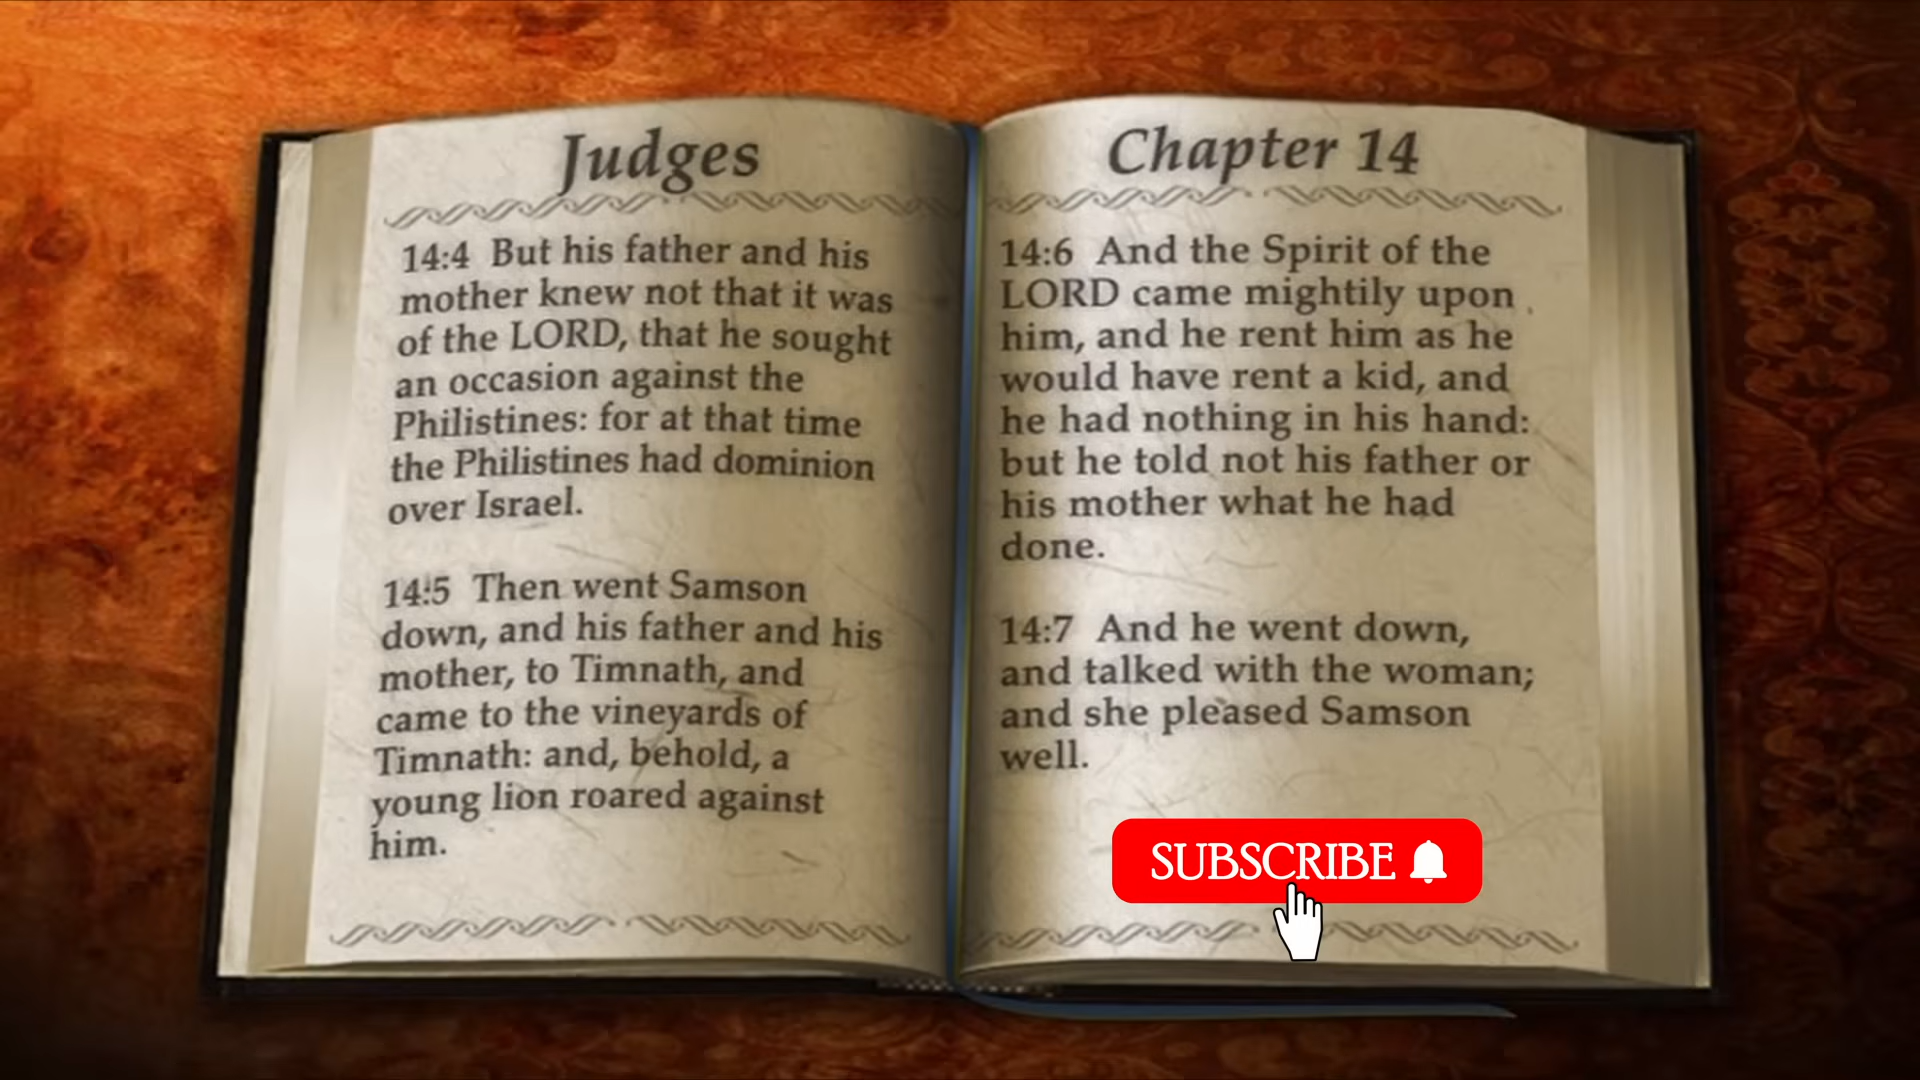 Judges
14:4 But his father and his
mother knew not that it was
of the LORD, that he sought
an occasion against the
Philistines: for at that time
the Philistines had dominion
over Israel.
14:5 Then went Samson
down, and his father and his
mother, to Timnath, and
came to the vineyards of
Timnath: and, behold, a
young lion roared against
him.
Chapter 14
14:6 And the Spirit of the
LORD came mightily upon
him, and he rent him as he
would have rent a kid, and
he had nothing in his hand:
but he told not his father or
his mother what he had
done.
14:7 And he went down,
and talked with the woman;
and she pleased Samson
well.
SUBSCRIBE